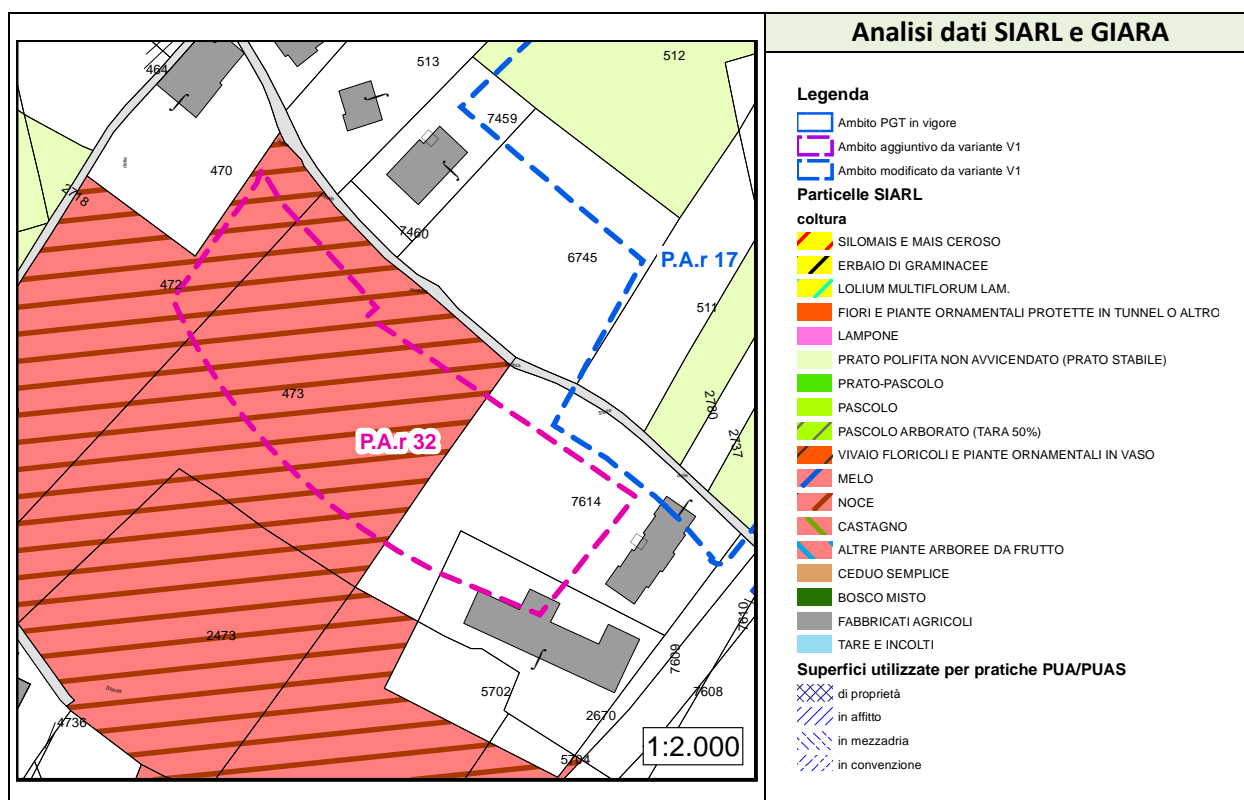 Analisi dati SIARL e GIARA
464
513
512
7459
470
2718
7460
6745
P.A.r 17
472
511
473
2780
P.A.r 32
2737
7614
2473
7610
7609
5702
7608
2670
4736
5704
1:2.000
Strada
Legenda
Ambito PGT in vigore
Ambito aggiuntivo da variante V1
Ambito modificato da variante V1
Particelle SIARL
coltura
SILOMAIS E MAIS CEROSO
ERBAIO DI GRAMINACEE
LOLIUM MULTIFLORUM LAM.
FIORI E PIANTE ORNAMENTALI PROTETTE IN TUNNEL O ALTRO
LAMPONE
PRATO POLIFITA NON AVVICENDATO (PRATO STABILE)
PRATO-PASCOLO
PASCOLO
PASCOLO ARBORATO (TARA 50%)
VIVAIO FLORICOLI E PIANTE ORNAMENTALI IN VASO
MELO
NOCE
CASTAGNO
ALTRE PIANTE ARBOREE DA FRUTTO
CEDUO SEMPLICE
BOSCO MISTO
FABBRICATI AGRICOLI
TARE E INCOLTI
Superfici utilizzate per pratiche PUA/PUAS
di proprietà
in affitto
in mezzadria
in convenzione